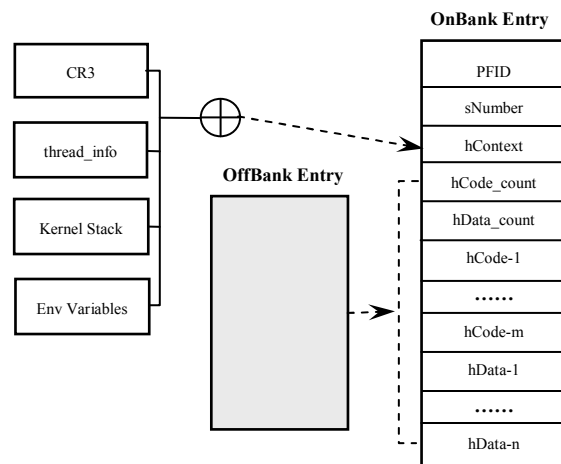 CR3
thread_info
Kernel Stack
Env Variables
OffBank Entry
OnBank Entry
PFID
sNumber
hContext
hCode_count
hData_count
hCode-1
......
hCode-m
hData-1
......
hData-n